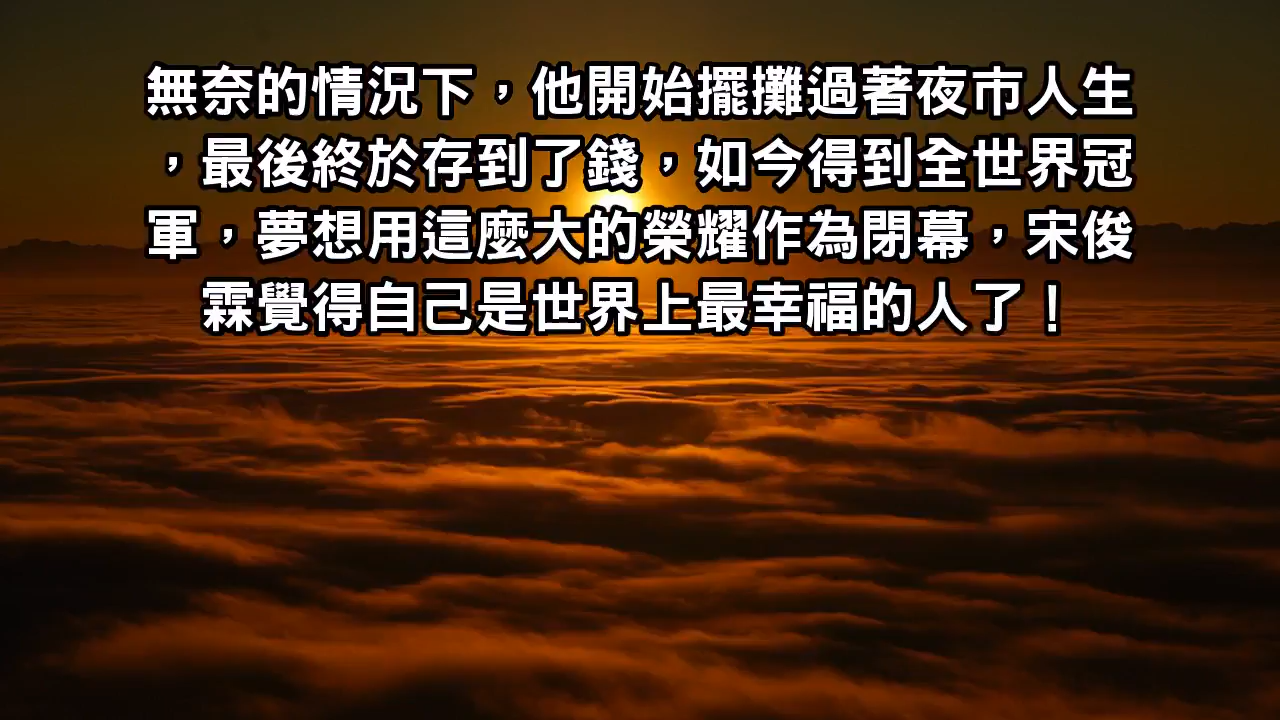 無奈的情況下，他開始擺攤過著夜市人生
，最後終於存到了錢，如今得到全世界冠
軍，夢想用這麼大的榮耀作為閉幕，宋俊
霖覺得自己是世界上最幸福的人了！